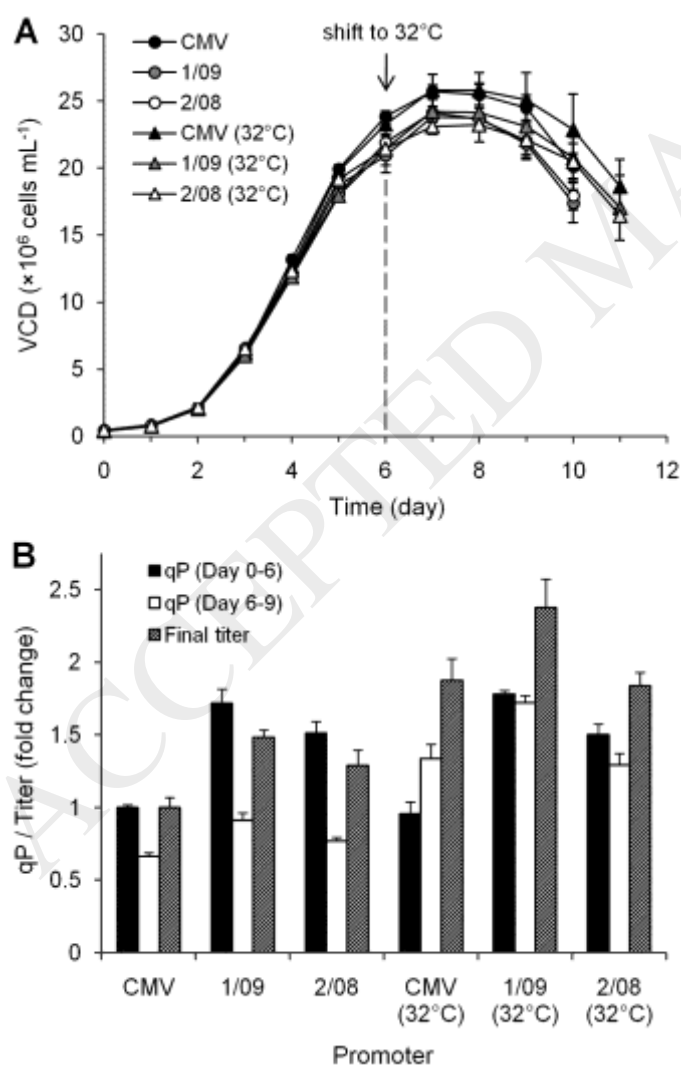 A
shift to 32°C
CMV
1/09
2/08
CMV (32°C)
1/09 (32°C)
2/08 (32°C)
30
25
20
15
10
5
0
VCD (×10⁶ cells mL⁻¹)
0 2 4 6 8 10 12
Time (day)
B
qP (Day 0-6)
qP (Day 6-9)
Final titer
2.5
2
1.5
1
0.5
0
qP / Titer (fold change)
CMV 1/09 2/08 CMV 1/09 2/08
(32°C) (32°C) (32°C)
Promoter
ACCEPTED MA